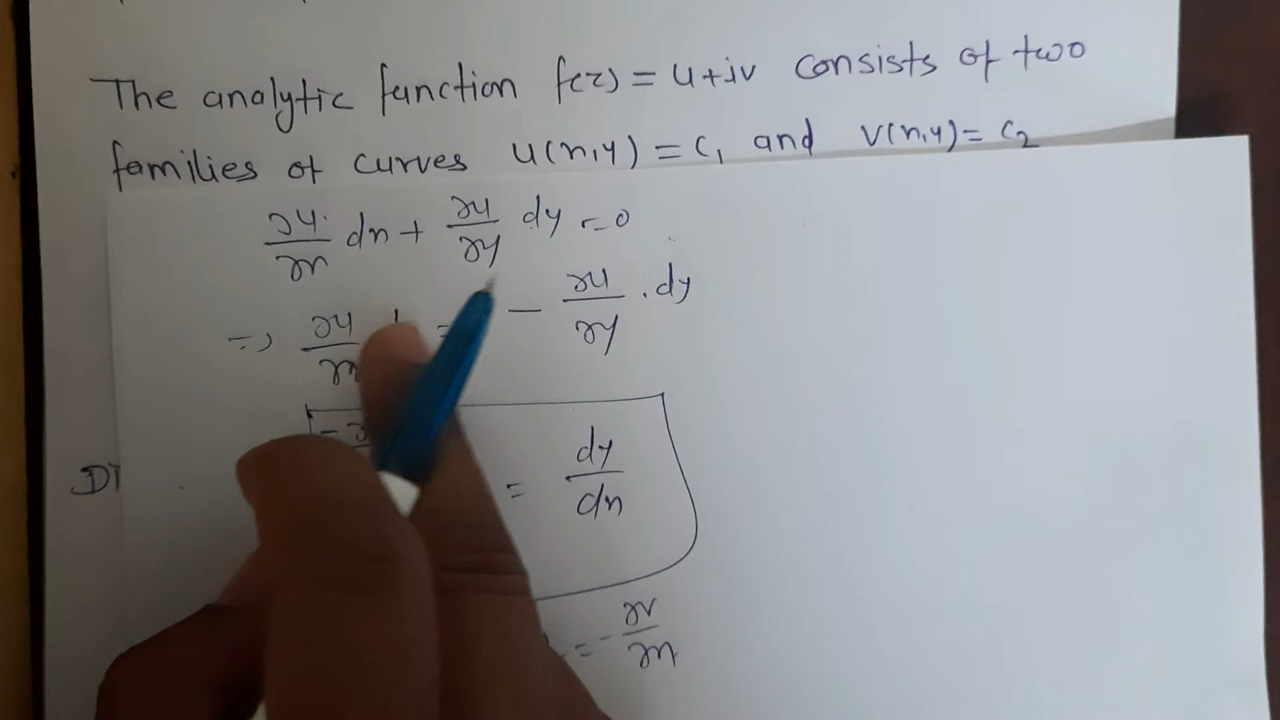 The analytic function f(z) = u+iv consists of two
families of curves u(x,y) = c₁ and v(x,y) = c₂
∂u/∂x dx + ∂u/∂y dy = 0
=> ∂u/∂x = - ∂u/∂y . dy
= dy/dx
= - ∂v/∂x